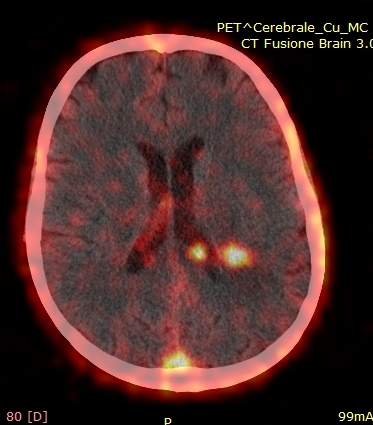 PET^Cerebrale_Cu_MC
CT Fusione Brain 3.0
80 [D]
P
99mA